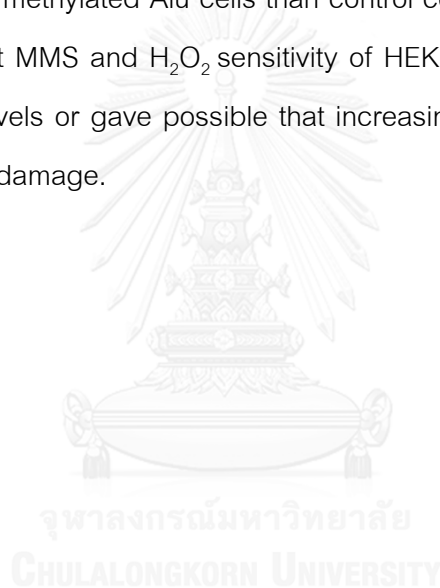 methylated Alu cells than control c
t MMS and H₂O₂ sensitivity of HEK
vels or gave possible that increasin
damage.
จุฬาลงกรณ์มหาวิทยาลัย
CHULALONGKORN UNIVERSITY